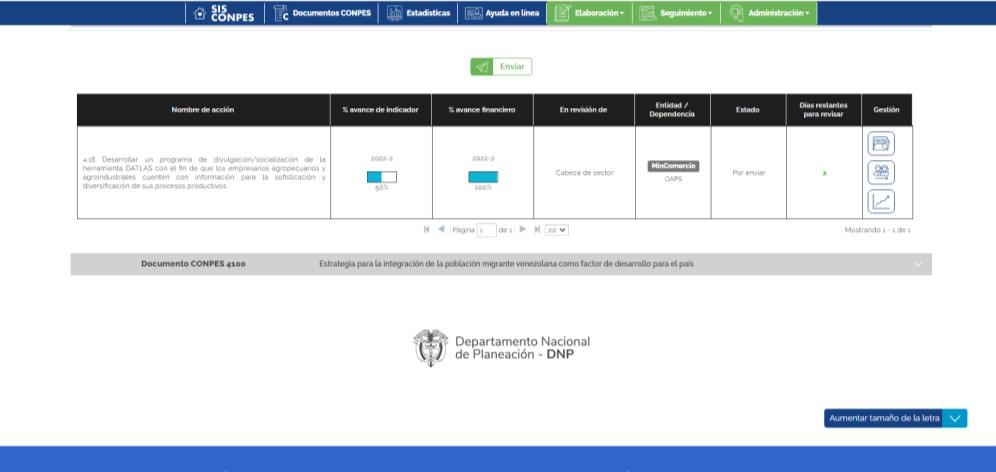 SIS CONPES
Documentos CONPES
Estadísticas
Ayuda en línea
Elaboración
Seguimiento
Administración
Enviar
Nombre de acción
% avance de indicador
% avance financiero
En revisión de
Entidad /
Dependencia
Estado
Días restantes
para revisar
Gestión
4.18 Desarrollar un programa de divulgación/socialización de la
herramienta DATLAS con el fin de que los empresarios agropecuarios y
agroindustriales cuenten con información para la sofisticación y
diversificación de sus procesos productivos.
2022-2
50%
2022-2
100%
Cabeza de sector
MinComercio
OAPS
Por enviar
2
Página 1 de 1
20
Mostrando 1 - 1 de 1
Documento CONPES 4100
Estrategia para la integración de la población migrante venezolana como factor de desarrollo para el país
Departamento Nacional
de Planeación - DNP
Aumentar tamaño de la letra